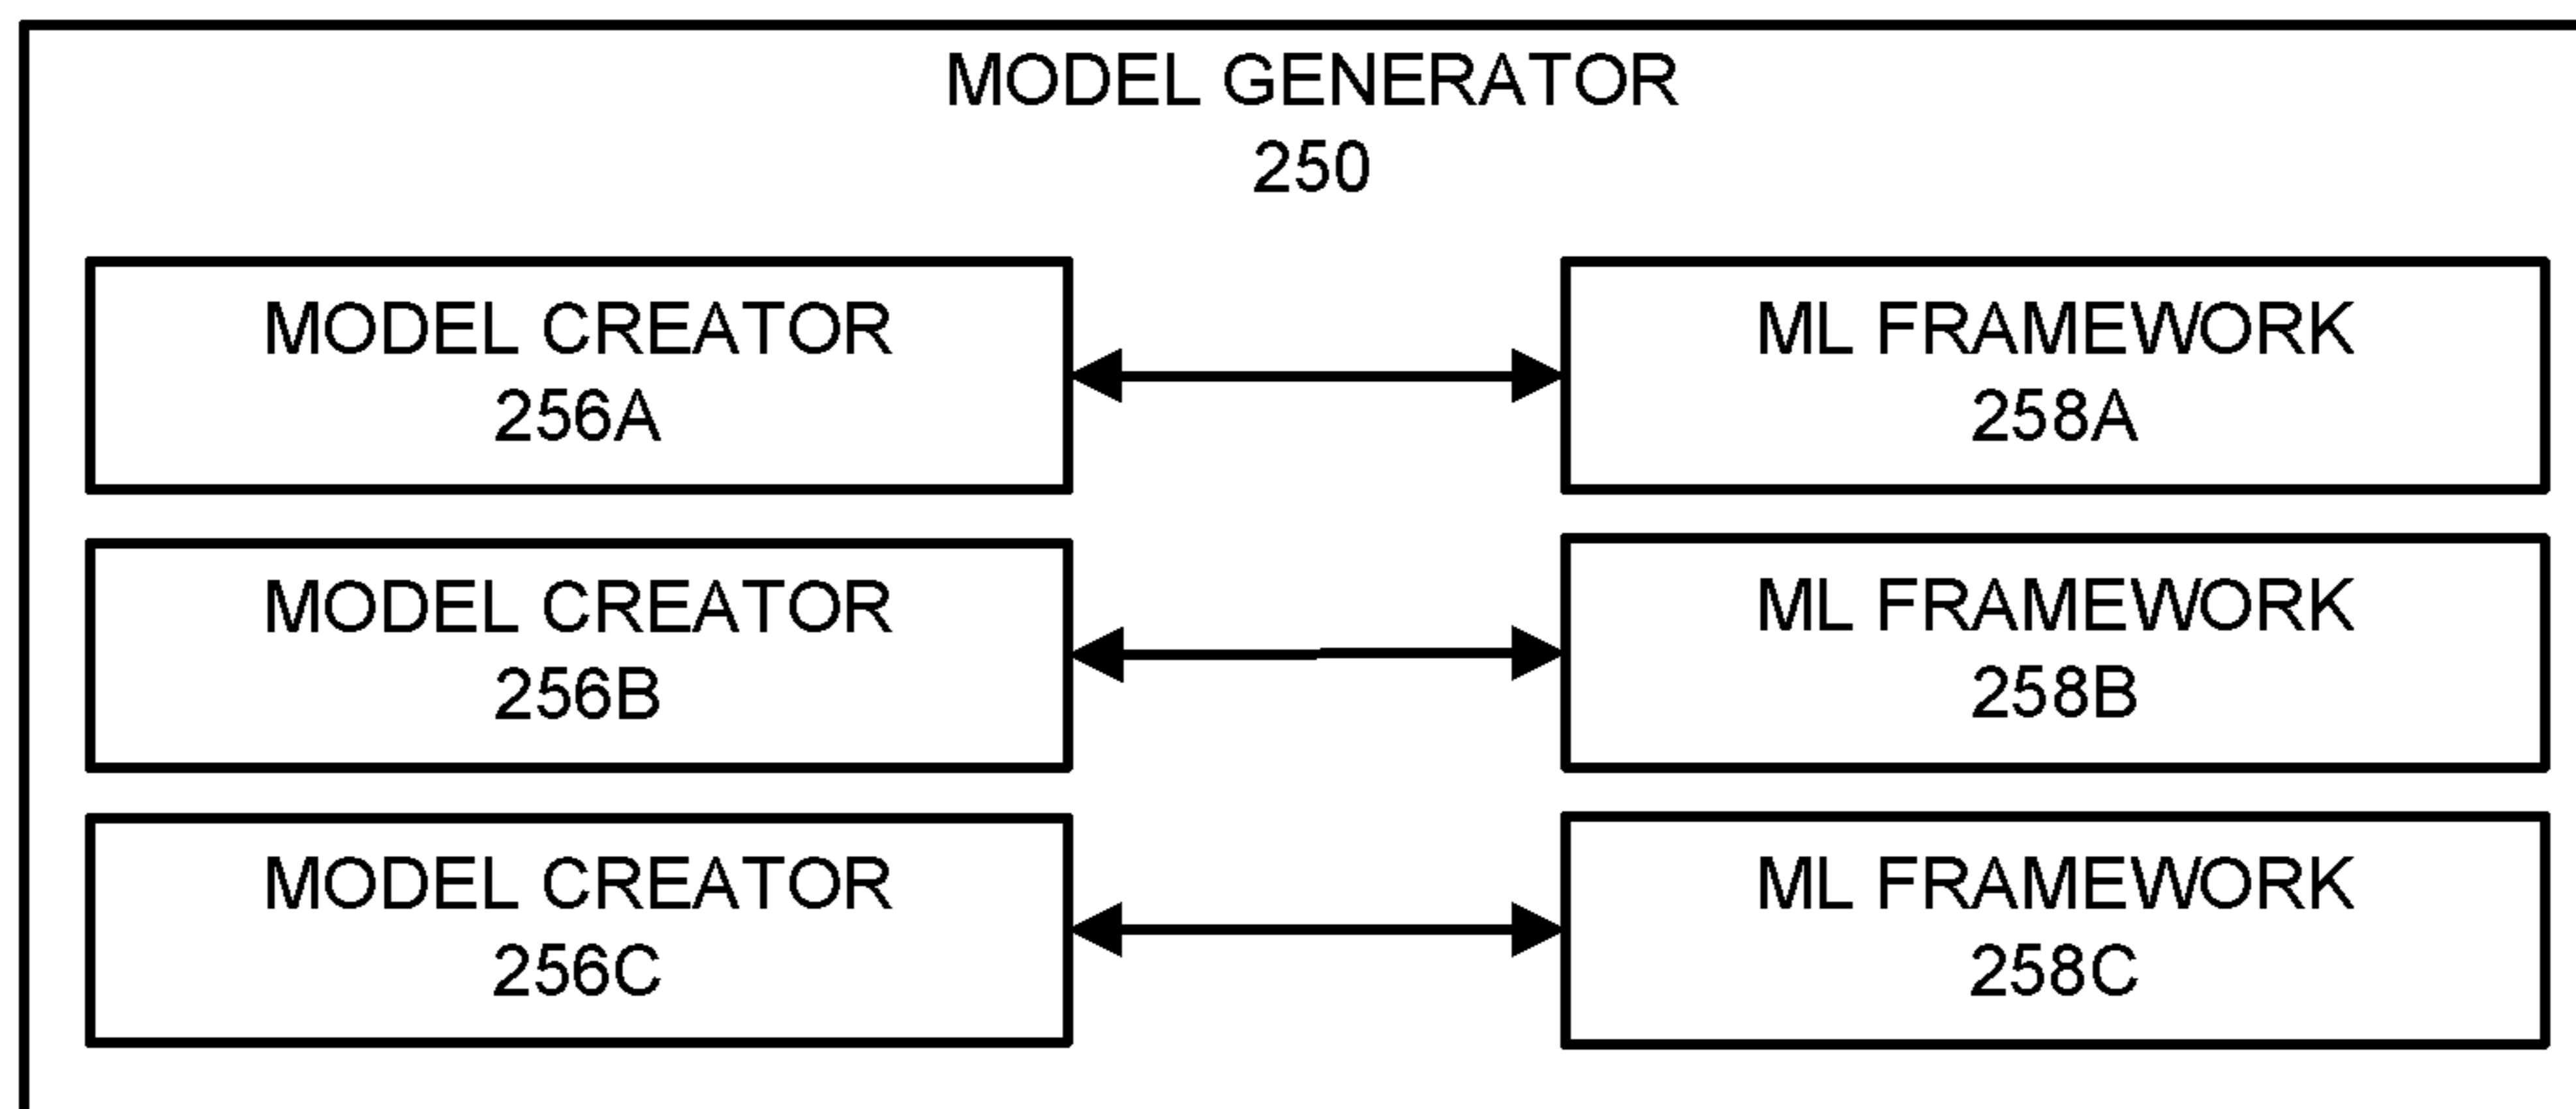 MODEL GENERATOR
250
MODEL CREATOR
256A
ML FRAMEWORK
258A
MODEL CREATOR
256B
ML FRAMEWORK
258B
MODEL CREATOR
256C
ML FRAMEWORK
258C